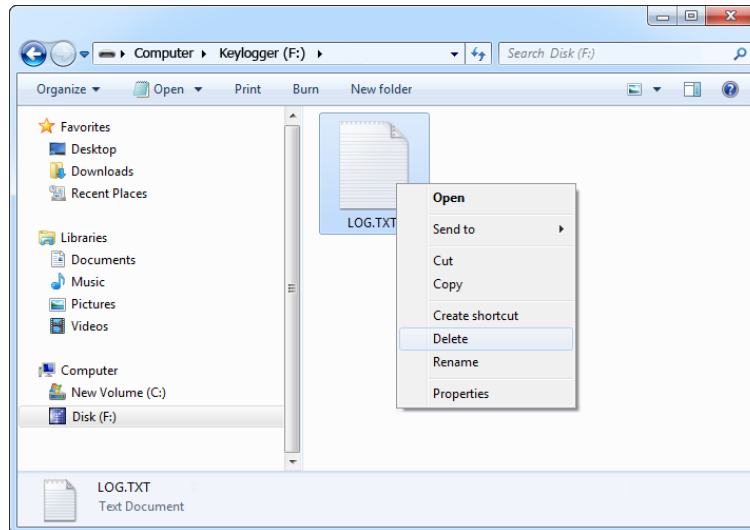 Computer Keylogger (F:)
Search Disk (F:)
Organize Open Print Burn New folder
Favorites
Desktop
Downloads
Recent Places
Libraries
Documents
Music
Pictures
Videos
Computer
New Volume (C:)
Disk (F:)
LOG.TXT
Open
Send to
Cut
Copy
Create shortcut
Delete
Rename
Properties
LOG.TXT
Text Document